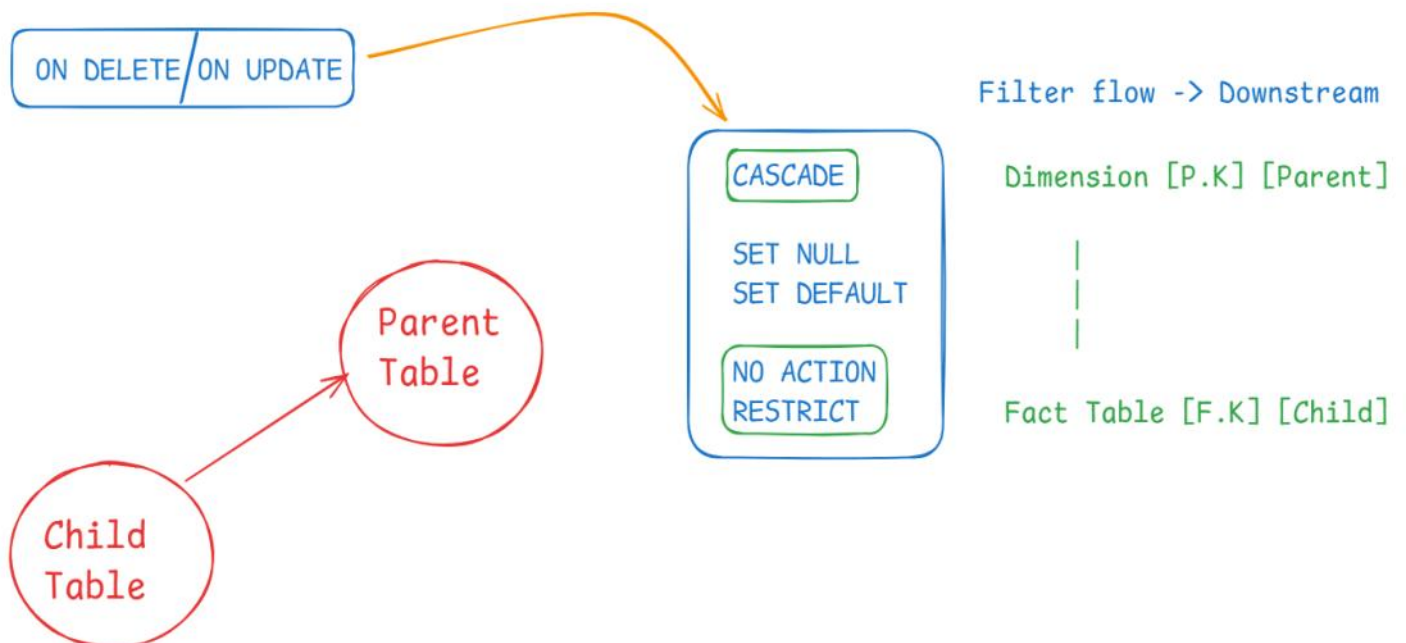 ON DELETE/ON UPDATE
Filter flow -> Downstream
CASCADE
SET NULL
SET DEFAULT
NO ACTION
RESTRICT
Dimension [P.K] [Parent]
Fact Table [F.K] [Child]
Parent
Table
Child
Table